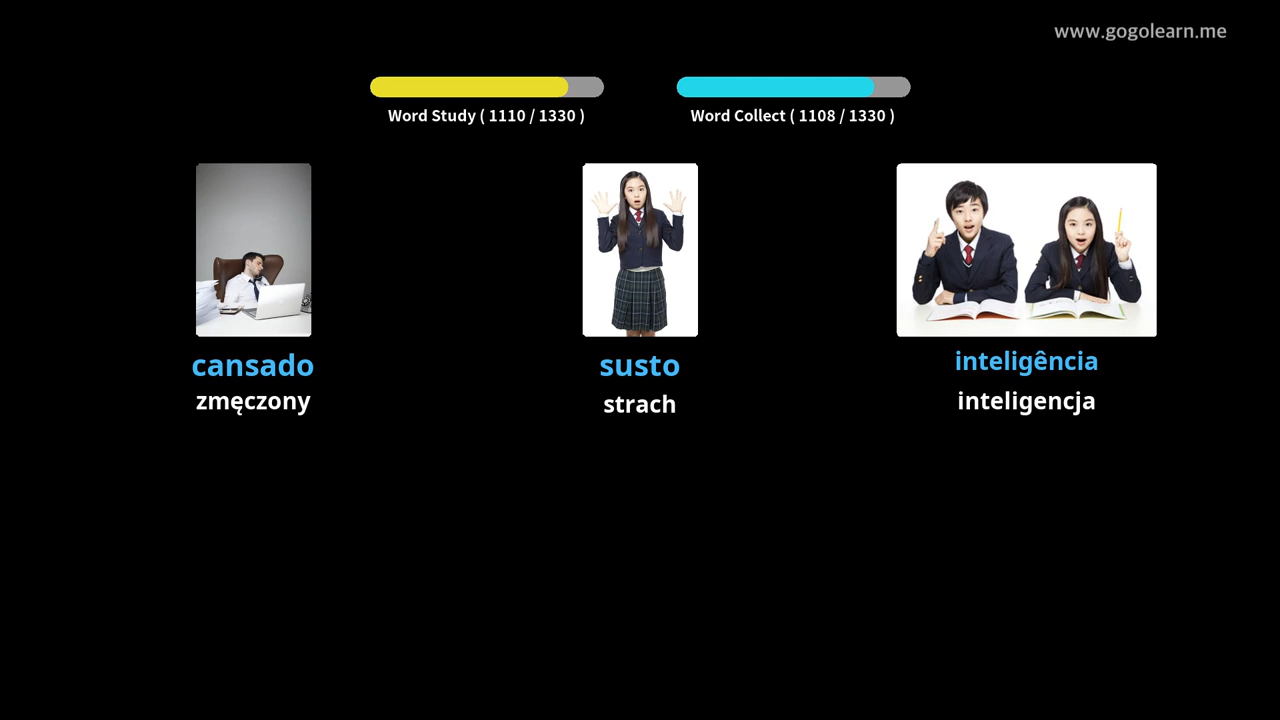 www.gogolearn.me
Word Study ( 1110 / 1330 )
Word Collect ( 1108 / 1330 )
cansado
zmęczony
susto
strach
inteligência
inteligencja